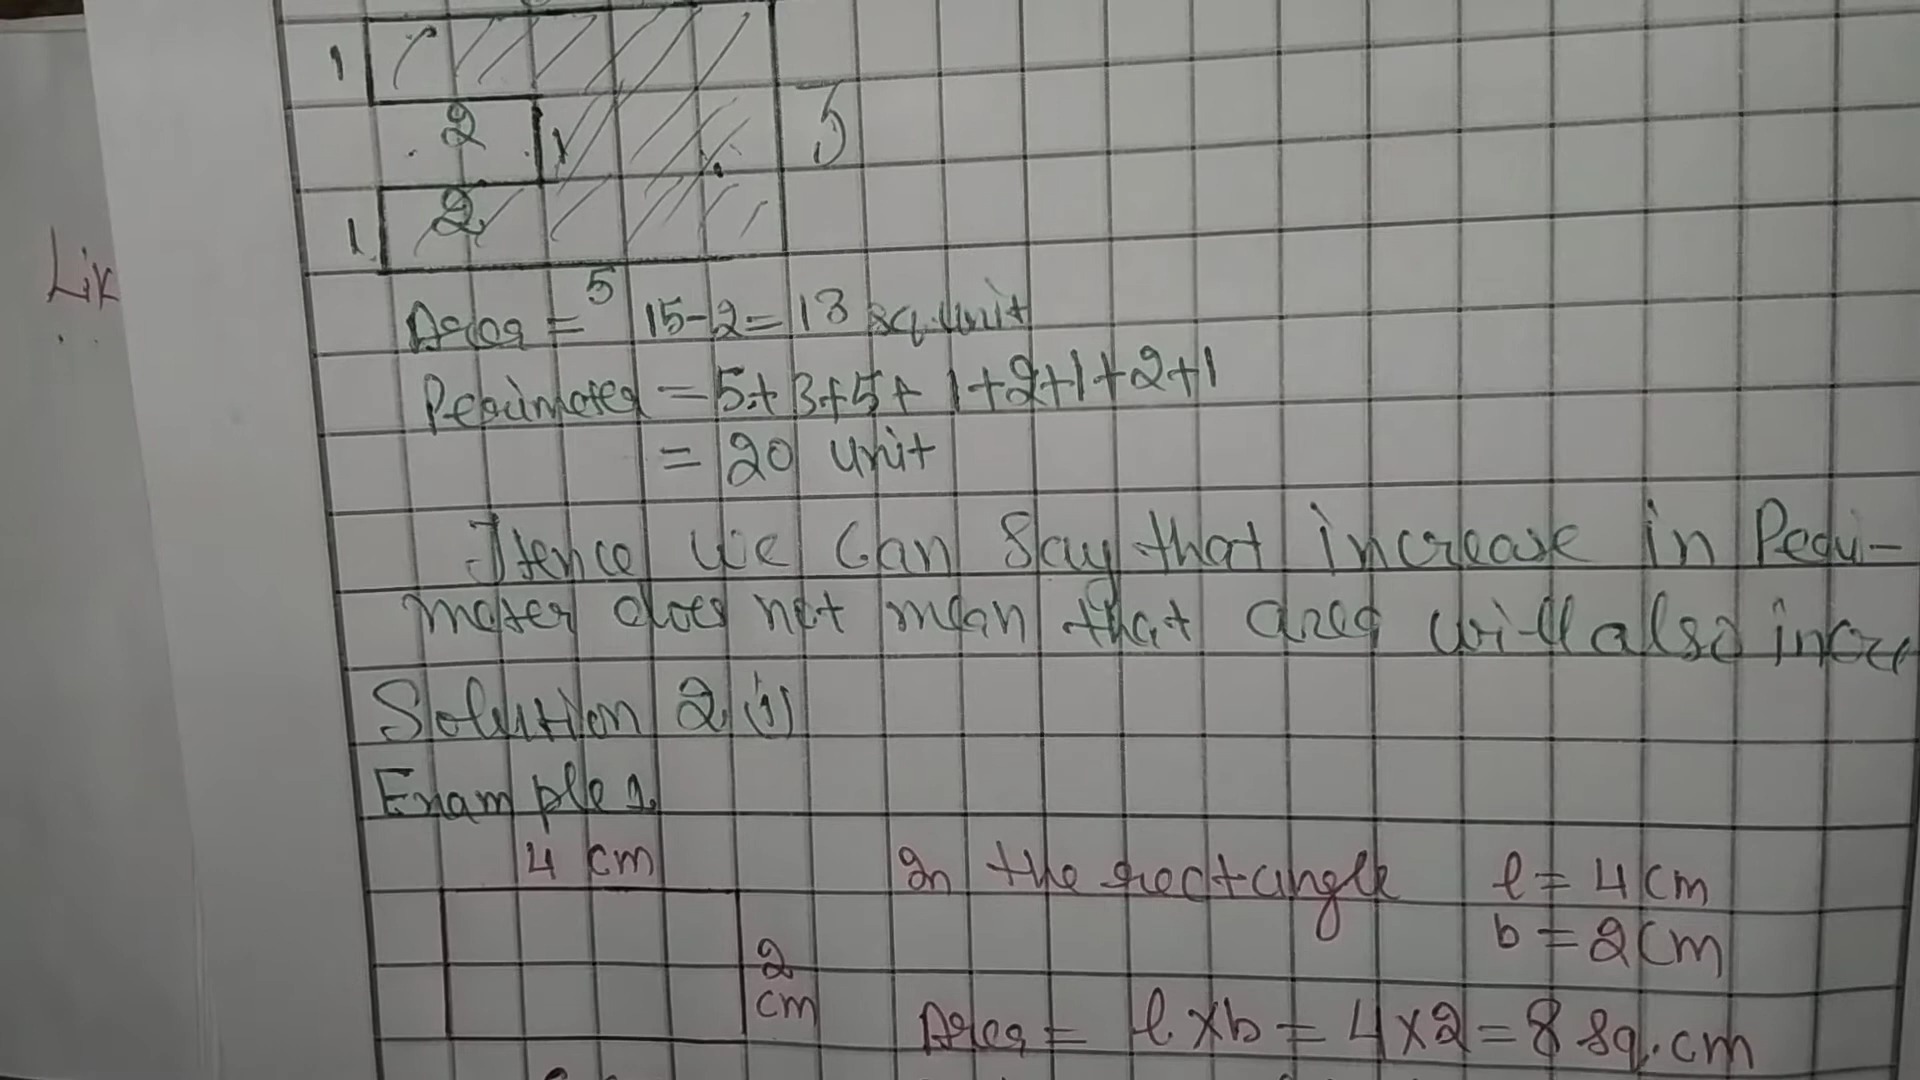 1
2 1 3
1 2
5
Area = 15-2 = 13 sq. unit
Perimeter = 5+3+5+1+2+1+2+1
= 20 unit
Hence we can say that increase in Peri-
meter does not mean that area will also incre
Solution 2 (i)
Example 1
4 cm In the rectangle l = 4 cm
b = 2 cm
2
cm
Area = l x b = 4 x 2 = 8 sq. cm
Lik